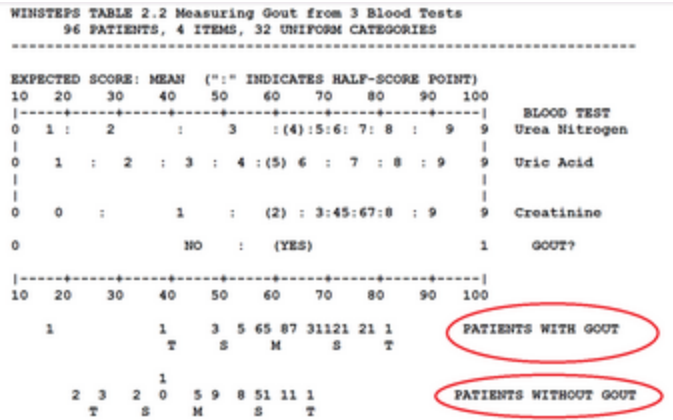 WINSTEPS TABLE 2.2 Measuring Gout from 3 Blood Tests
96 PATIENTS, 4 ITEMS, 32 UNIFORM CATEGORIES
--------------------------------------------------------------------------------
EXPECTED SCORE: MEAN (":" INDICATES HALF-SCORE POINT)
10 20 30 40 50 60 70 80 90 100
|-----+-----+-----+-----+-----+-----+-----+-----+-----| BLOOD TEST
0 1 : 2 : 3 :(4):5:6: 7: 8 : 9 9 Urea Nitrogen
| |
0 1 : 2 : 3 : 4 :(5) 6 : 7 : 8 : 9 9 Uric Acid
| |
| |
0 0 : 1 : (2) : 3:45:67:8 : 9 9 Creatinine
0 NO : (YES) 1 GOUT?
|-----+-----+-----+-----+-----+-----+-----+-----+-----|
10 20 30 40 50 60 70 80 90 100
1 1 3 5 65 87 31121 21 1 PATIENTS WITH GOUT
T S M S T
1
2 3 2 0 5 9 8 51 11 1 PATIENTS WITHOUT GOUT
T S M S T